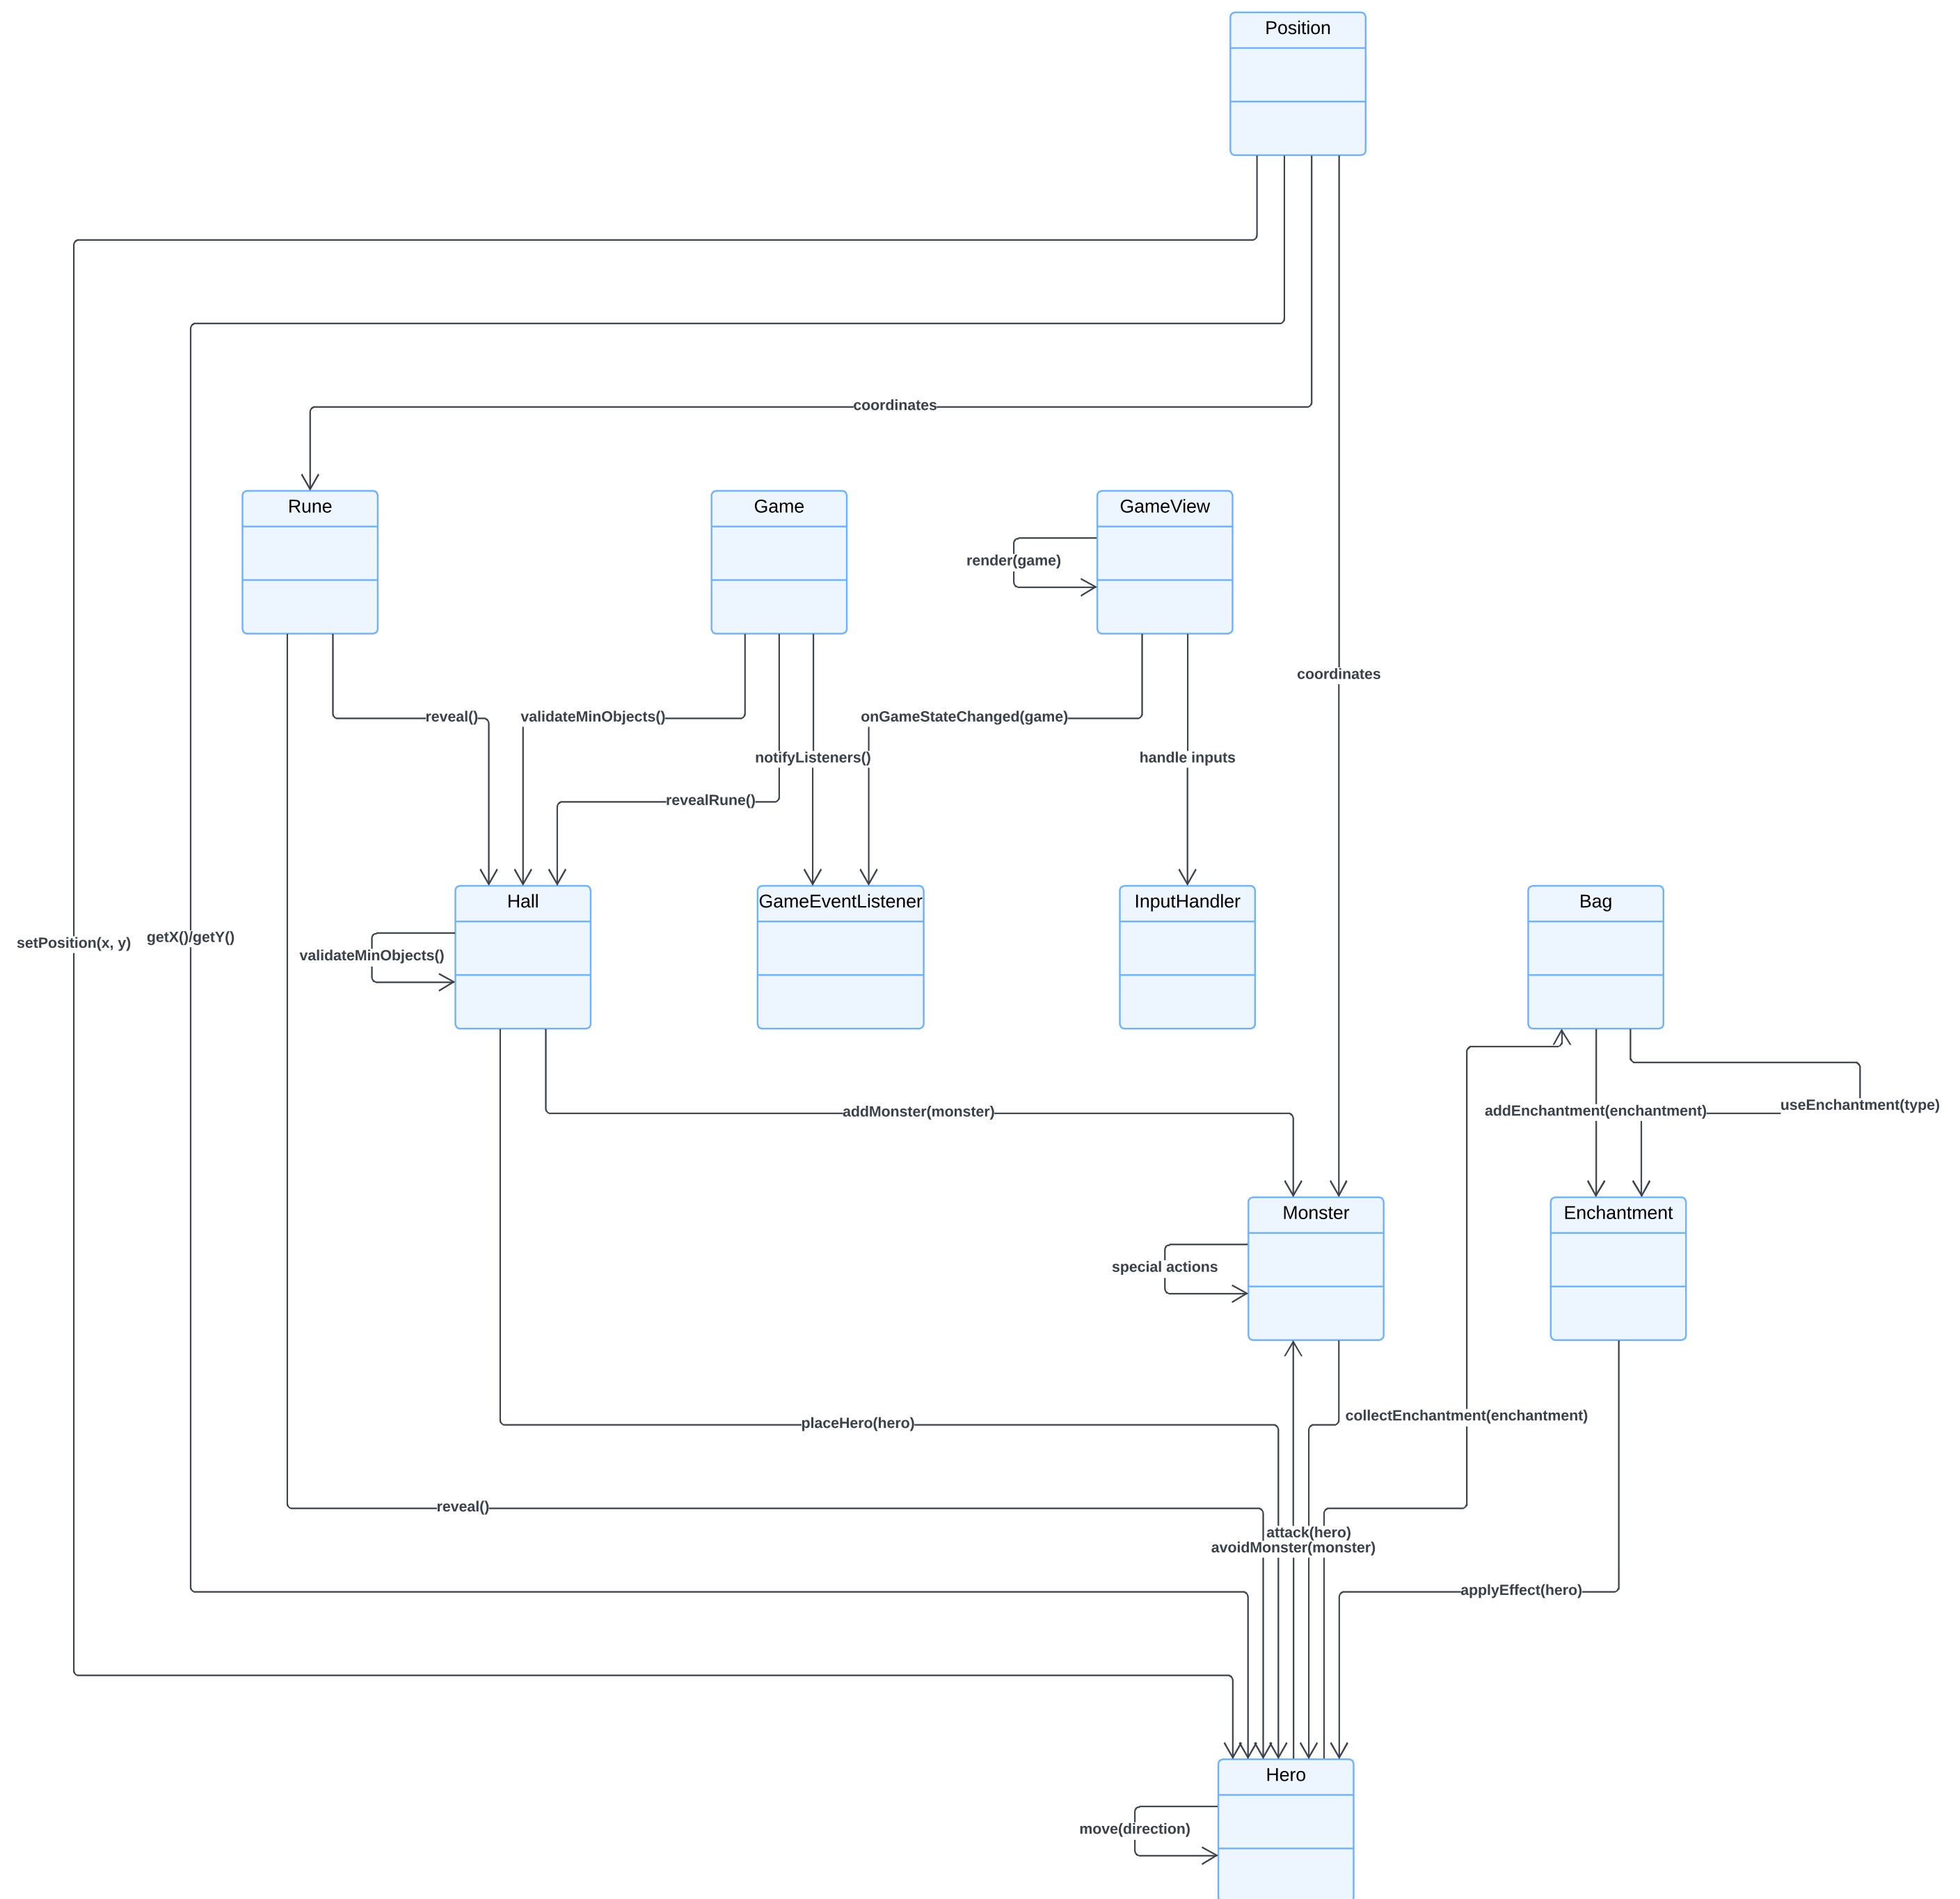 Position
coordinates
Rune
Game
GameView
render(game)
coordinates
reveal()
validateMinObjects()
onGameStateChanged(game)
notifyListeners()
handle inputs
revealRune()
Hall
GameEventListener
InputHandler
Bag
setPosition(x, y)
getX()/getY()
validateMinObjects()
addMonster(monster)
addEnchantment(enchantment)
useEnchantment(type)
Monster
Enchantment
special actions
placeHero(hero)
collectEnchantment(enchantment)
reveal()
attack(hero)
avoidMonster(monster)
applyEffect(hero)
Hero
move(direction)